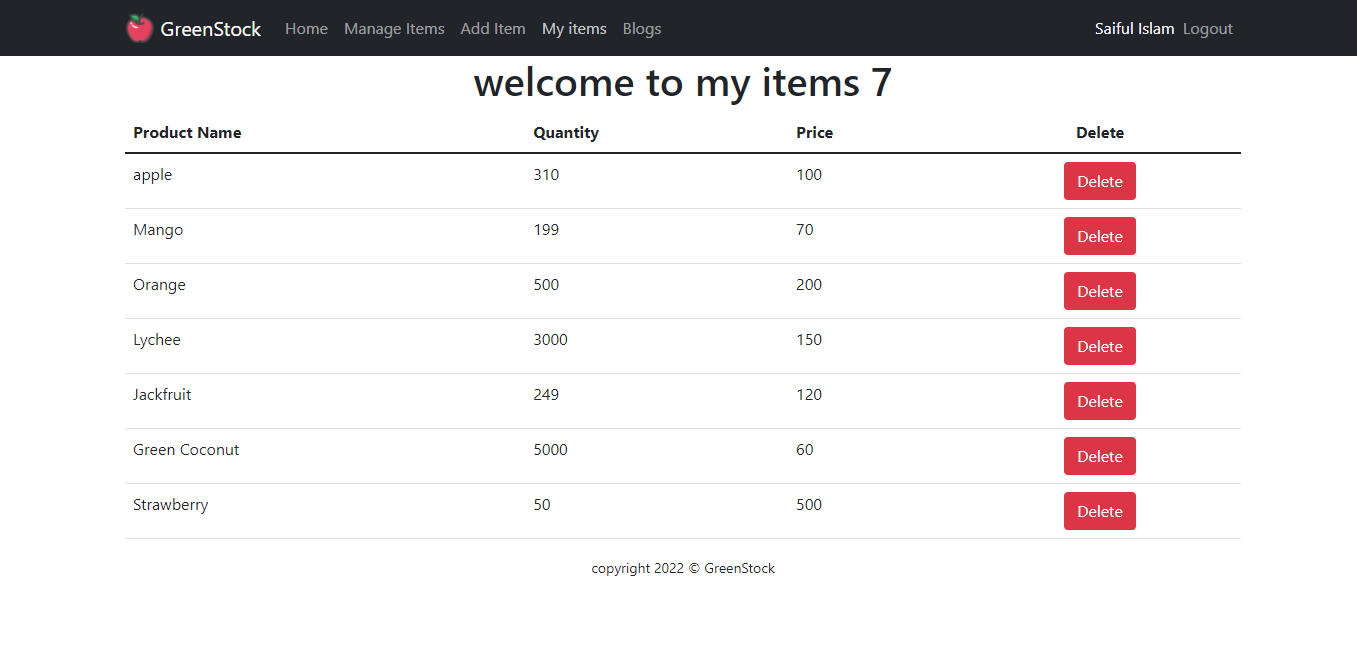 GreenStock Home Manage Items Add Item My items Blogs Saiful Islam Logout
welcome to my items 7
Product Name Quantity Price Delete
apple 310 100 Delete
Mango 199 70 Delete
Orange 500 200 Delete
Lychee 3000 150 Delete
Jackfruit 249 120 Delete
Green Coconut 5000 60 Delete
Strawberry 50 500 Delete
copyright 2022 © GreenStock